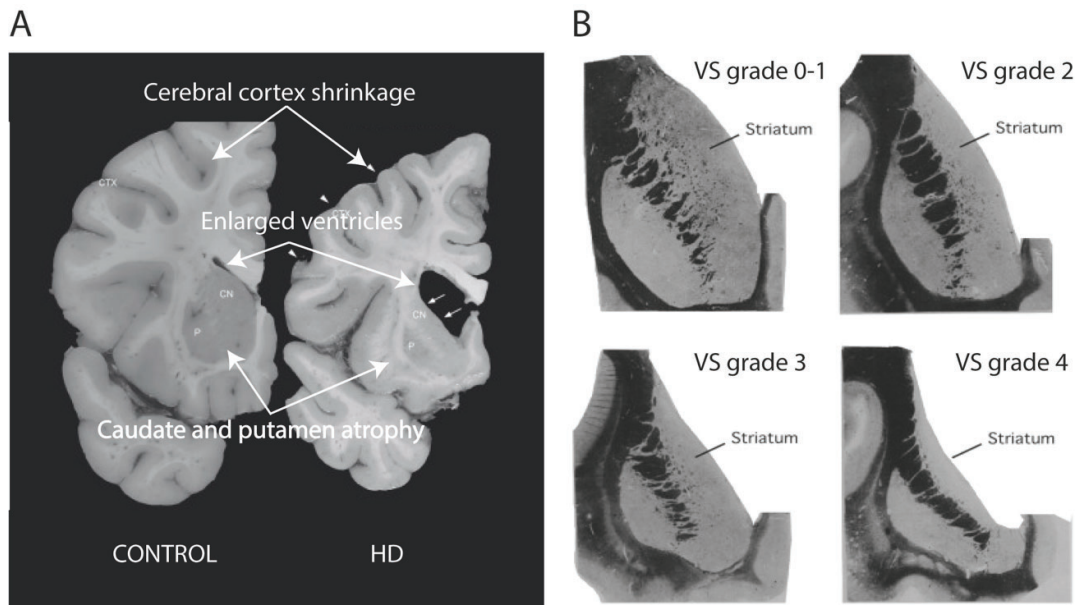 A
Cerebral cortex shrinkage
CTX
CTX
Enlarged ventricles
CN
CN
P
P
Caudate and putamen atrophy
CONTROL
HD
B
VS grade 0-1
Striatum
VS grade 2
Striatum
VS grade 3
Striatum
VS grade 4
Striatum